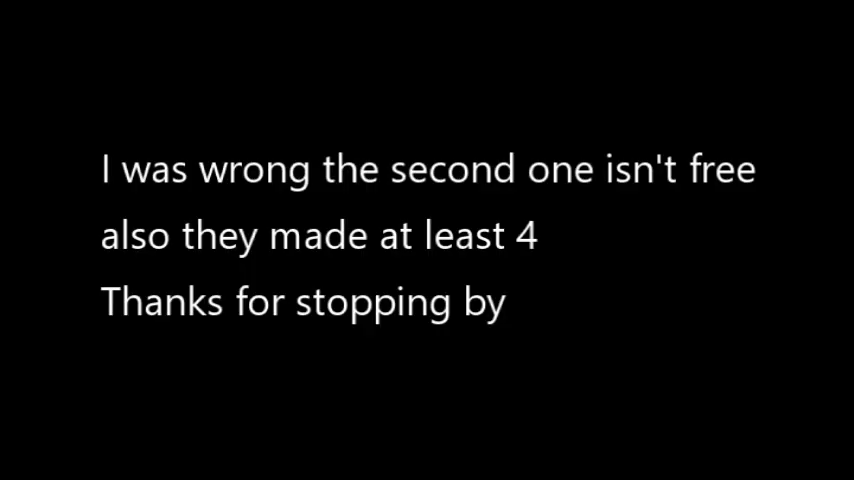 I was wrong the second one isn't free
also they made at least 4
Thanks for stopping by